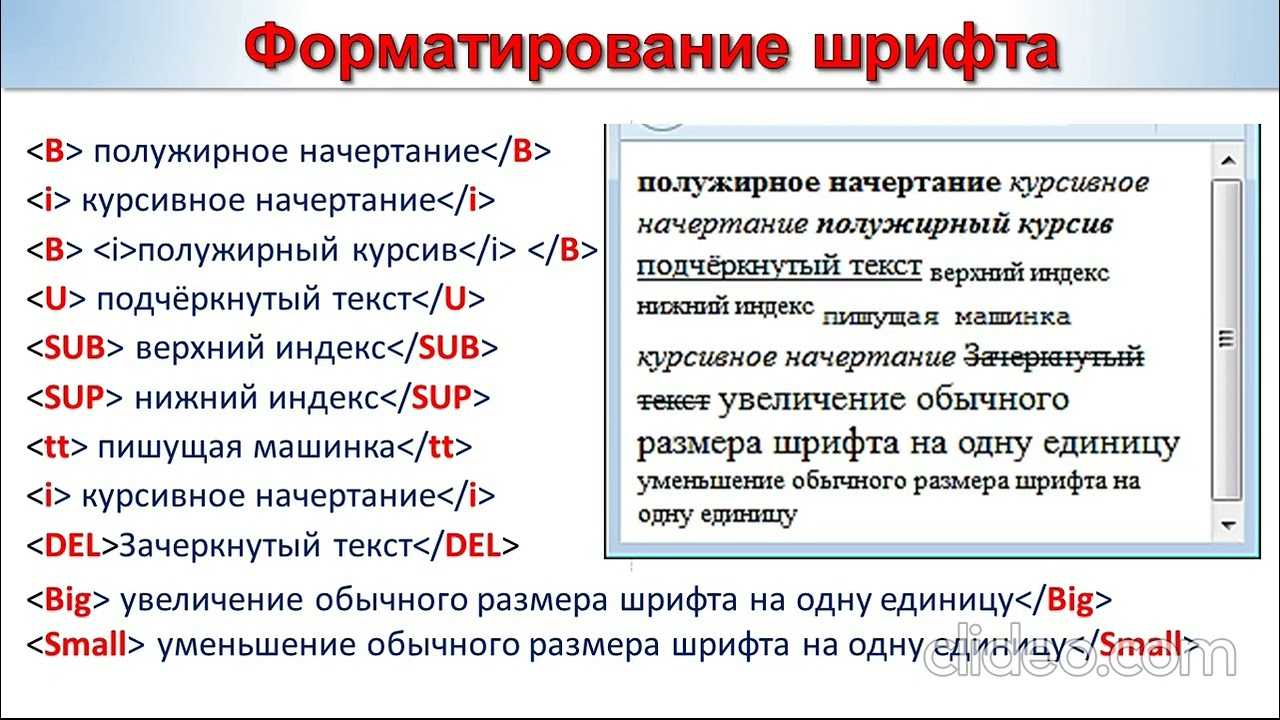 Форматирование шрифта
<B> полужирное начертание</B>
<i> курсивное начертание</i>
<B> <i>полужирный курсив</i> </B>
<U> подчёркнутый текст</U>
<SUB> верхний индекс</SUB>
<SUP> нижний индекс</SUP>
<tt> пишущая машинка</tt>
<i> курсивное начертание</i>
<DEL>Зачеркнутый текст</DEL>
<Big> увеличение обычного размера шрифта на одну единицу</Big>
<Small> уменьшение обычного размера шрифта на одну единицу</Small>
полужирное начертание курсивное
начертание полужирный курсив
подчёркнутый текст верхний индекс
нижний индекс пишущая машинка
курсивное начертание Зачеркнутый
текст увеличение обычного
размера шрифта на одну единицу
уменьшение обычного размера шрифта на
одну единицу
clideo.com